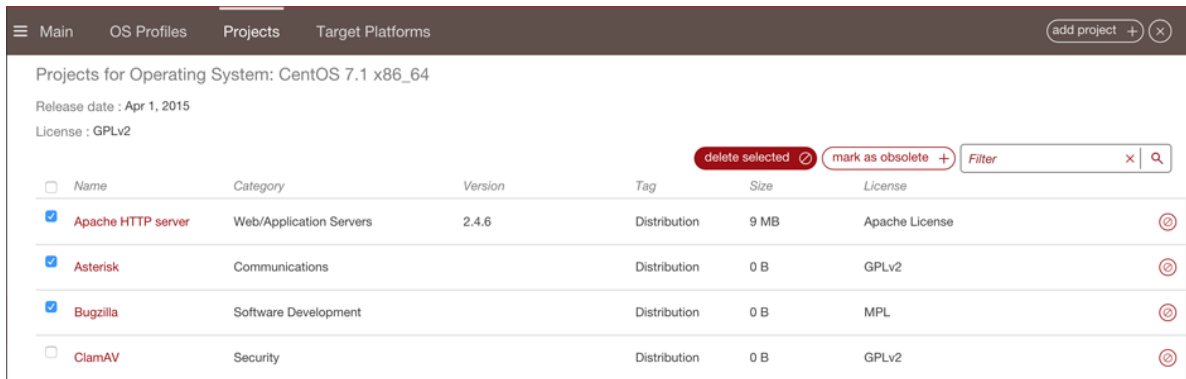 Main OS Profiles Projects Target Platforms add project +
Projects for Operating System: CentOS 7.1 x86_64
Release date : Apr 1, 2015
License : GPLv2
delete selected mark as obsolete + Filter
Name Category Version Tag Size License
Apache HTTP server Web/Application Servers 2.4.6 Distribution 9 MB Apache License
Asterisk Communications Distribution 0 B GPLv2
Bugzilla Software Development Distribution 0 B MPL
ClamAV Security Distribution 0 B GPLv2